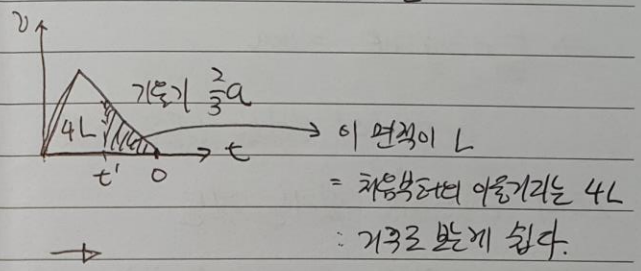 v
기울기 2/3 a
4L
t' 0 t
이 면적이 L
= 처음부터의 이동거리는 4L
: 거꾸로 보는게 쉽다.